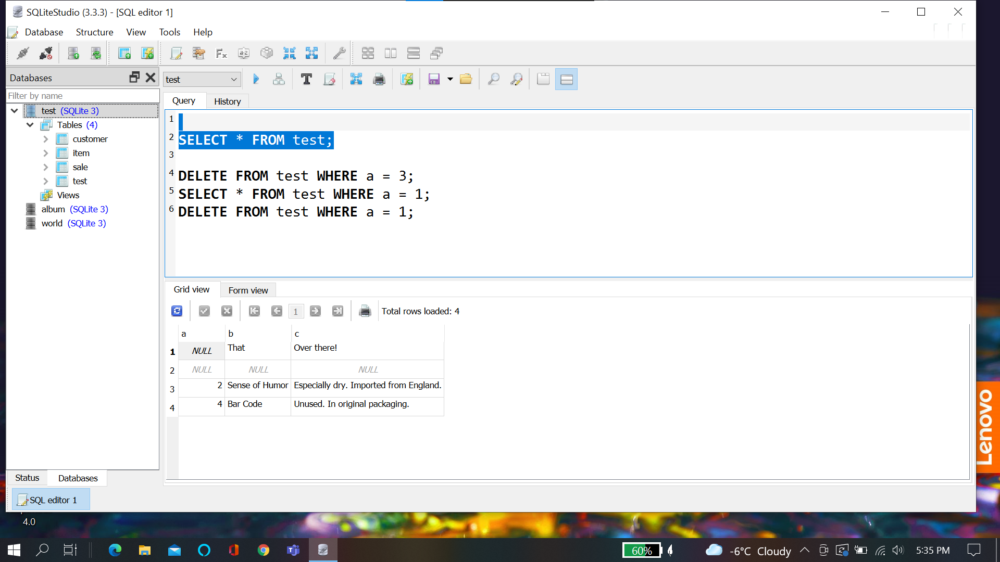 SQLiteStudio (3.3.3) - [SQL editor 1]
Database Structure View Tools Help
Databases
Filter by name
test (SQLite 3)
Tables (4)
customer
item
sale
test
Views
album (SQLite 3)
world (SQLite 3)
Status Databases
SQL editor 1
test
Query History
1
2 SELECT * FROM test;
3
4 DELETE FROM test WHERE a = 3;
5 SELECT * FROM test WHERE a = 1;
6 DELETE FROM test WHERE a = 1;
Grid view Form view
1 Total rows loaded: 4
a b c
1 NULL That Over there!
2 NULL NULL NULL
3 2 Sense of Humor Especially dry. Imported from England.
4 4 Bar Code Unused. In original packaging.
Lenovo
4.0
60% -6°C Cloudy 5:35 PM